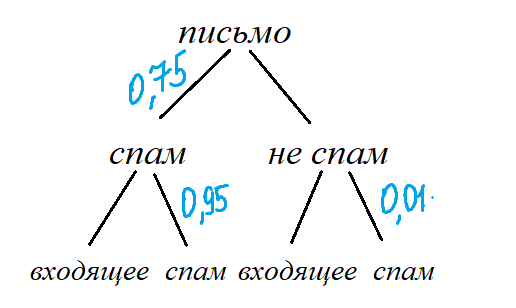 письмо
0,75
спам не спам
0,95 0,01
входящее спам входящее спам